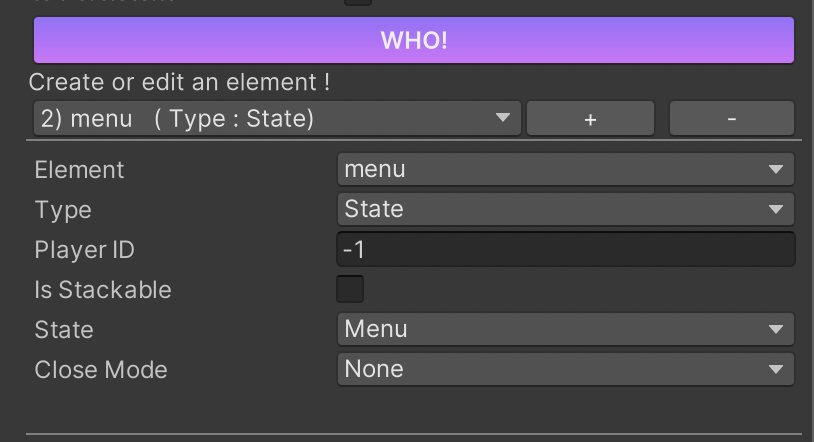 WHO!
Create or edit an element !
2) menu ( Type : State) + -
Element menu
Type State
Player ID -1
Is Stackable
State Menu
Close Mode None